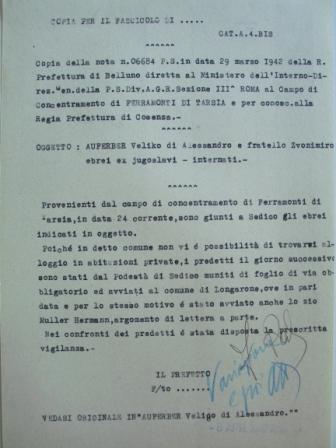 COPIA PER IL FASCICOLO DI .....
CAT.A.4.BIS
^^^^^^
Copia della nota n.06684 P.S. in data 29 marzo 1942 della R.
Prefettura di Belluno diretta al Ministero dell'Interno-Di-
rez.Gen.della P.S.Div.A.G.R.Sezione III^ ROMA al Campo di
Concentramento di FERRAMONTI DI TARSIA e per conosc.alla
Regia Prefettura di Cosenza.-
^^^^^^
OGGETTO : AUFERBER Veliko di Alessandro e fratello Zvonimiro
ebrei ex jugoslavi - internati.-
^^^^^^
Provenienti dal campo di concentramento di Ferramonti di
Tarsia,in data 24 corrente,sono giunti a Sedico gli ebrei
indicati in oggetto.
Poichè in detto comune non vi é possibilità di trovarsi al-
loggio in abitazioni private,i predetti il giorno successivo
sono stati dal Podestà di Sedico muniti di foglio di via ob-
bligatorio ed avviati al comune di Longarone,ove in pari
data e per lo stesso motivo é stato avviato anche lo zio
Muller Hermann,argomento di lettera a parte.
Nei confronti dei predetti é stata disposta la prescritta
vigilanza.-
IL PREFETTO
F/to .......
VEDASI ORIGINALE IN"AUFERBER Veligo di Alessandro.""